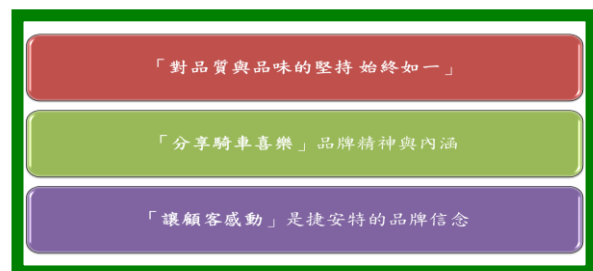 「對品質與品味的堅持 始終如一」
「分享騎車喜樂」品牌精神與內涵
「讓顧客感動」是捷安特的品牌信念